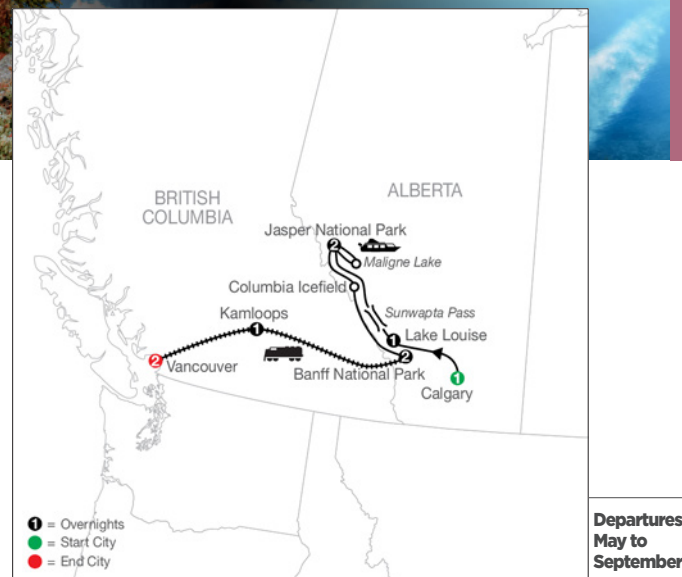 BRITISH
COLUMBIA
ALBERTA
Jasper National Park
2
Maligne Lake
Columbia Icefield
Sunwapta Pass
Kamloops
1
1
Lake Louise
2
Vancouver
2
Banff National Park
1
Calgary
1 = Overnights
= Start City
= End City
Departures
May to
September